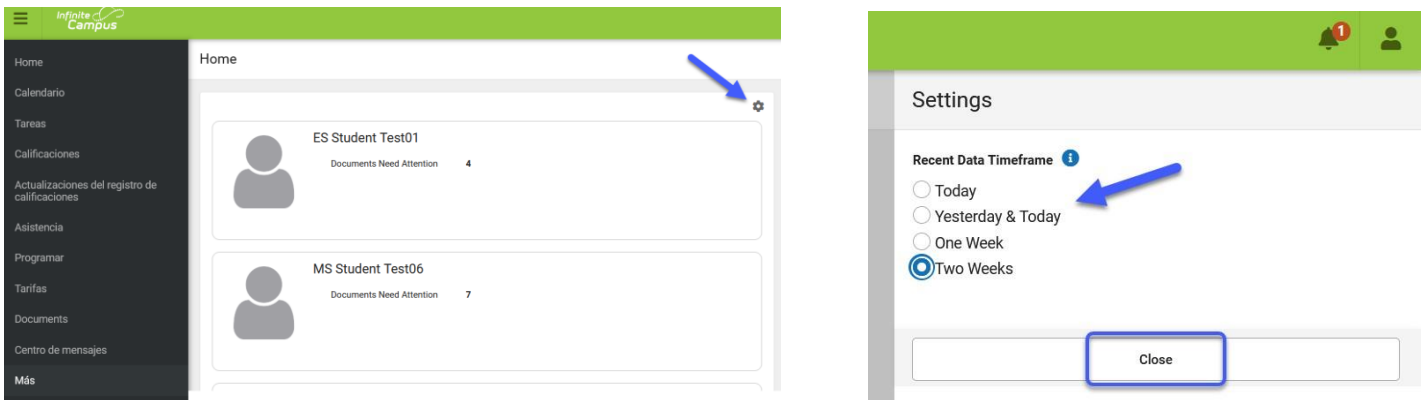 Infinite
Campus
Home
Calendario
Tareas
Calificaciones
Actualizaciones del registro de
calificaciones
Asistencia
Programar
Tarifas
Documents
Centro de mensajes
Más
Home
ES Student Test01
Documents Need Attention 4
MS Student Test06
Documents Need Attention 7
1
Settings
Recent Data Timeframe i
Today
Yesterday & Today
One Week
Two Weeks
Close